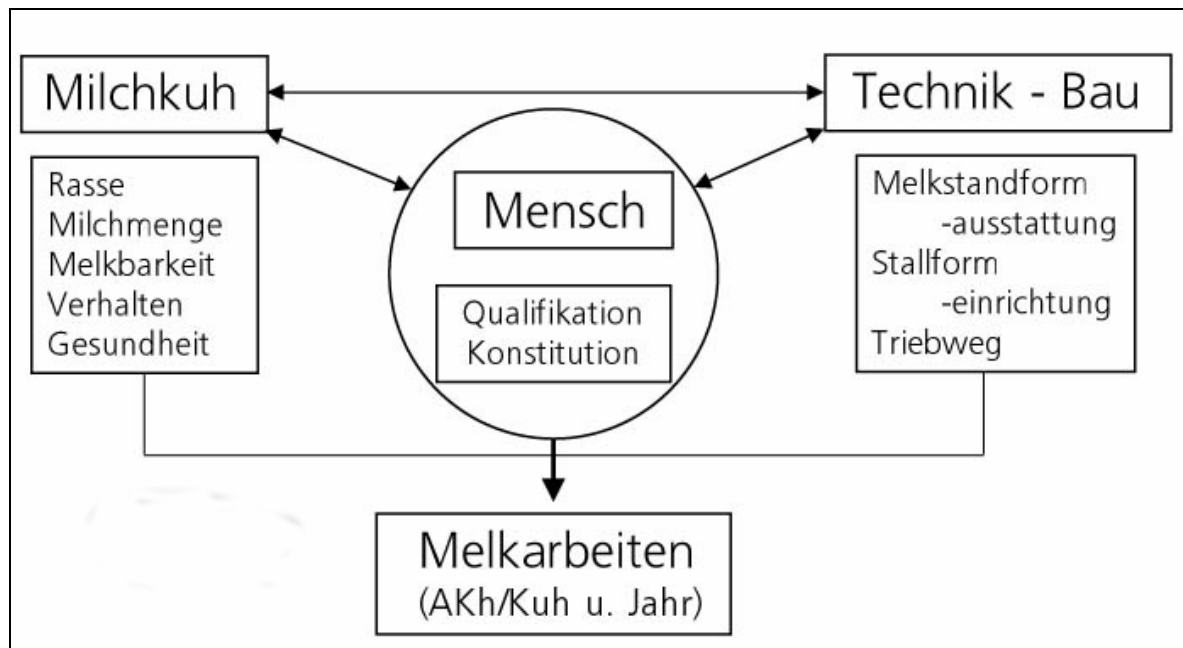 Milchkuh
Technik - Bau
Rasse
Milchmenge
Melkbarkeit
Verhalten
Gesundheit
Mensch
Qualifikation
Konstitution
Melkstandform
-ausstattung
Stallform
-einrichtung
Triebweg
Melkarbeiten
(AKh/Kuh u. Jahr)